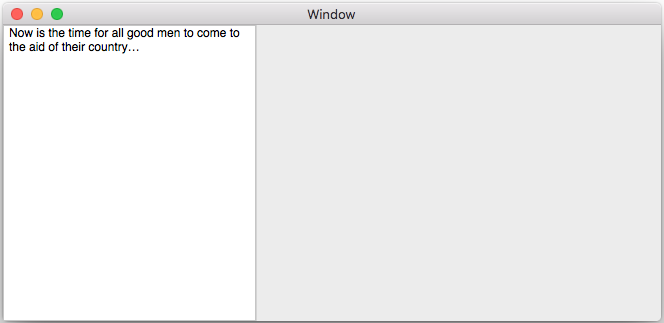 Window
Now is the time for all good men to come to
the aid of their country…